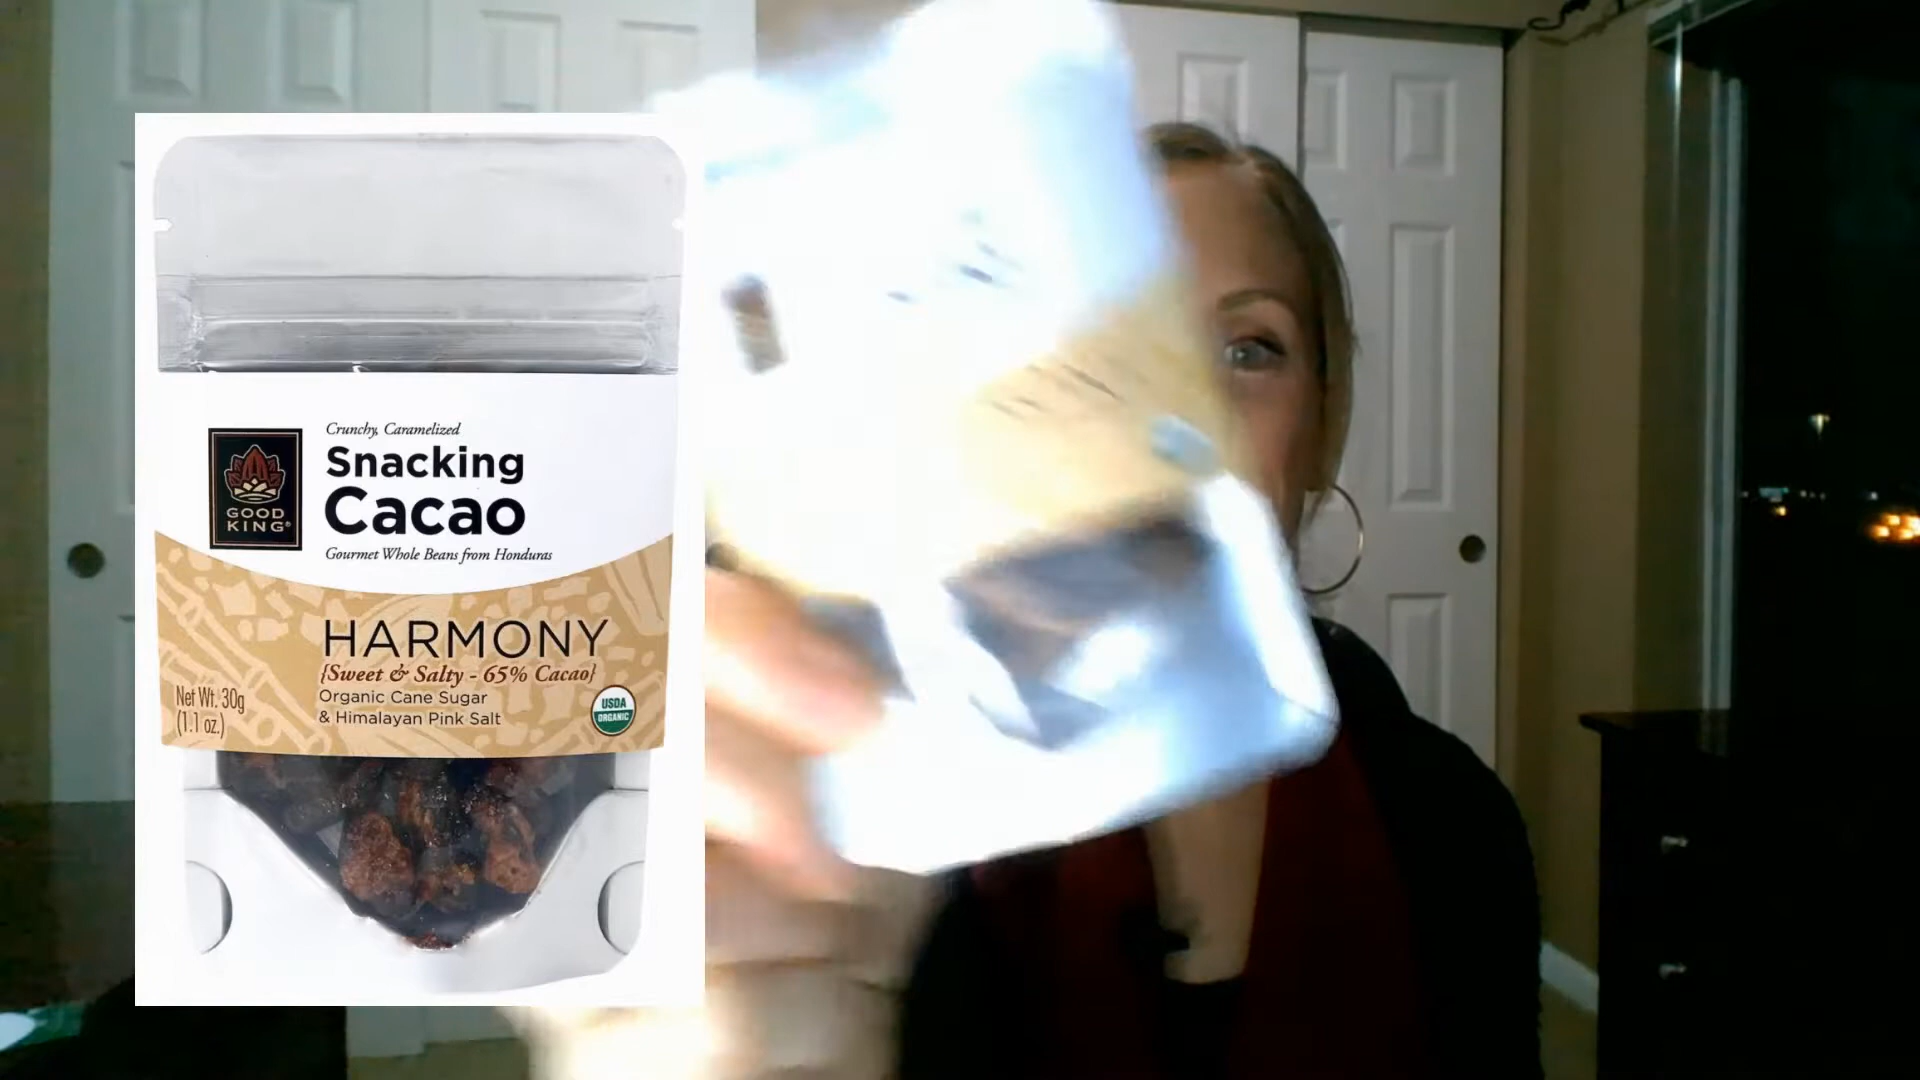 Crunchy, Caramelized
Snacking
Cacao
Gourmet Whole Beans from Honduras
GOOD
KING®
HARMONY
{Sweet & Salty - 65% Cacao}
Organic Cane Sugar
& Himalayan Pink Salt
Net Wt. 30g
(1.1 oz.)
USDA
ORGANIC